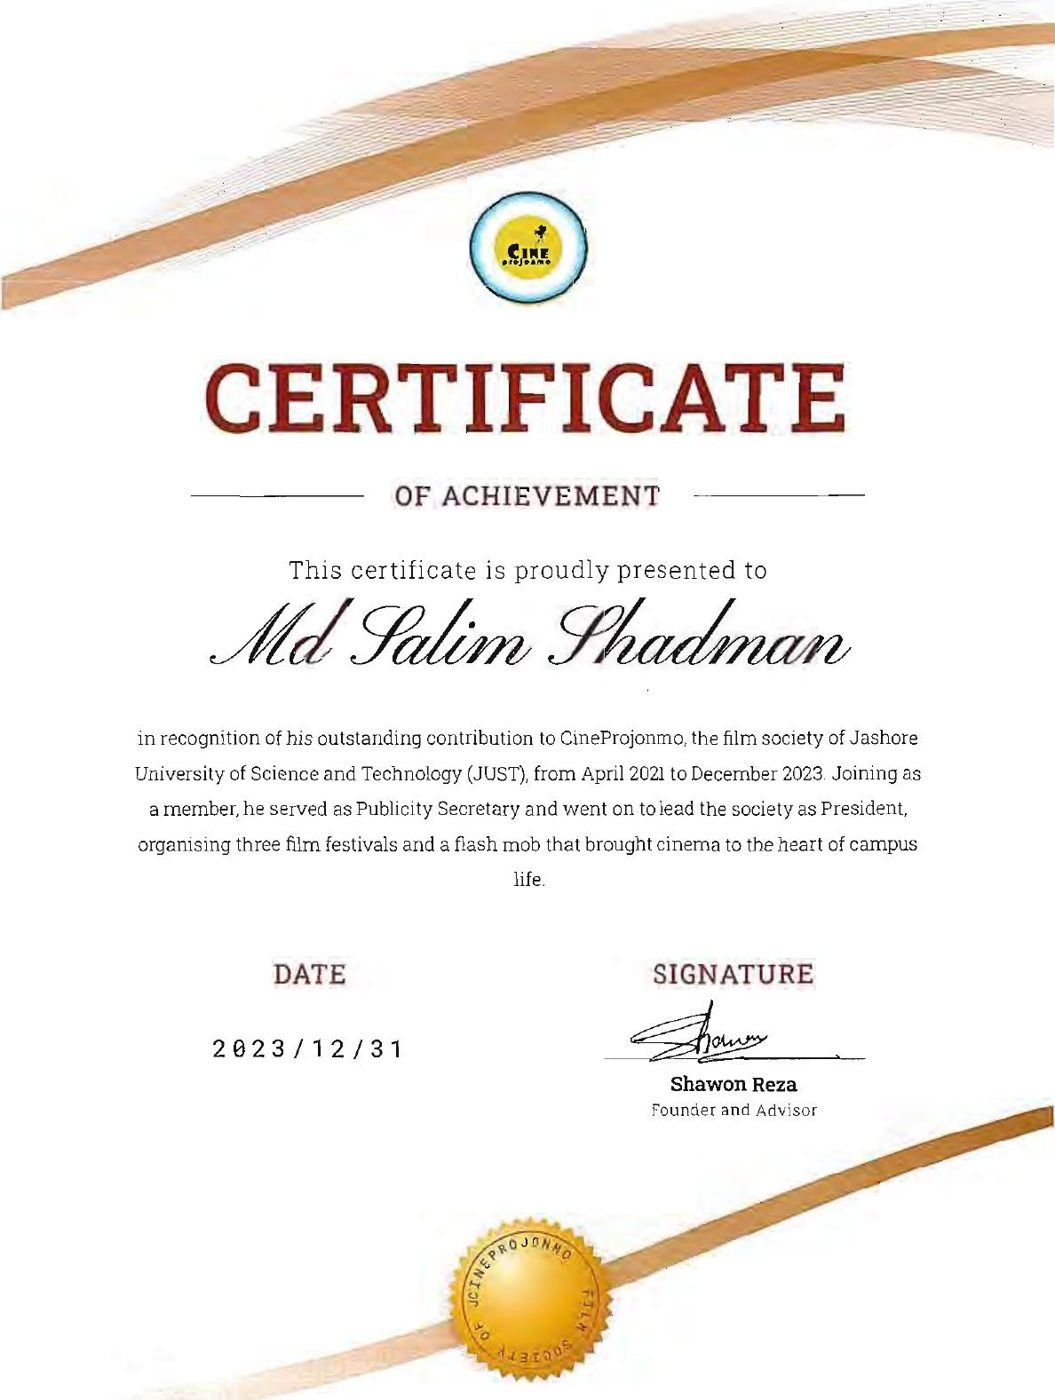 CINE
projonmo
CERTIFICATE
OF ACHIEVEMENT
This certificate is proudly presented to
Md Salim Shadman
in recognition of his outstanding contribution to CineProjonmo, the film society of Jashore
University of Science and Technology (JUST), from April 2021 to December 2023. Joining as
a member, he served as Publicity Secretary and went on to lead the society as President,
organising three film festivals and a flash mob that brought cinema to the heart of campus
life.
DATE
SIGNATURE
2023/12/31
Shawon
Shawon Reza
Founder and Advisor
CINEPROJONMO FILM SOCIETY OF J